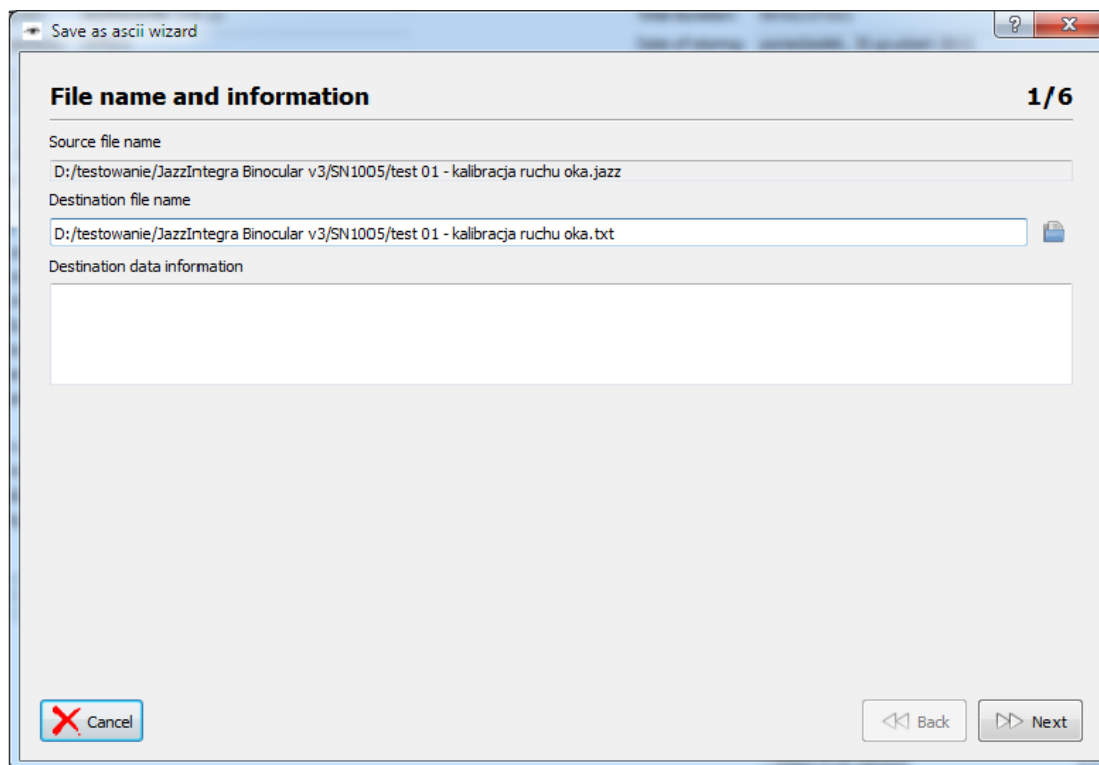 Save as ascii wizard
File name and information
1/6
Source file name
D:/testowanie/JazzIntegra Binocular v3/SN1005/test 01 - kalibracja ruchu oka.jazz
Destination file name
D:/testowanie/JazzIntegra Binocular v3/SN1005/test 01 - kalibracja ruchu oka.txt
Destination data information
Cancel
Back
Next